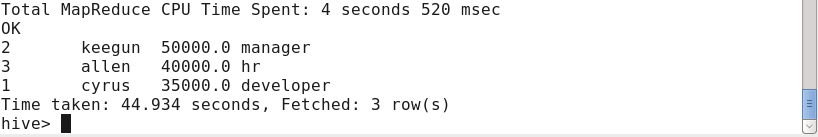 Total MapReduce CPU Time Spent: 4 seconds 520 msec
OK
2       keegun  50000.0 manager
3       allen   40000.0 hr
1       cyrus   35000.0 developer
Time taken: 44.934 seconds, Fetched: 3 row(s)
hive>